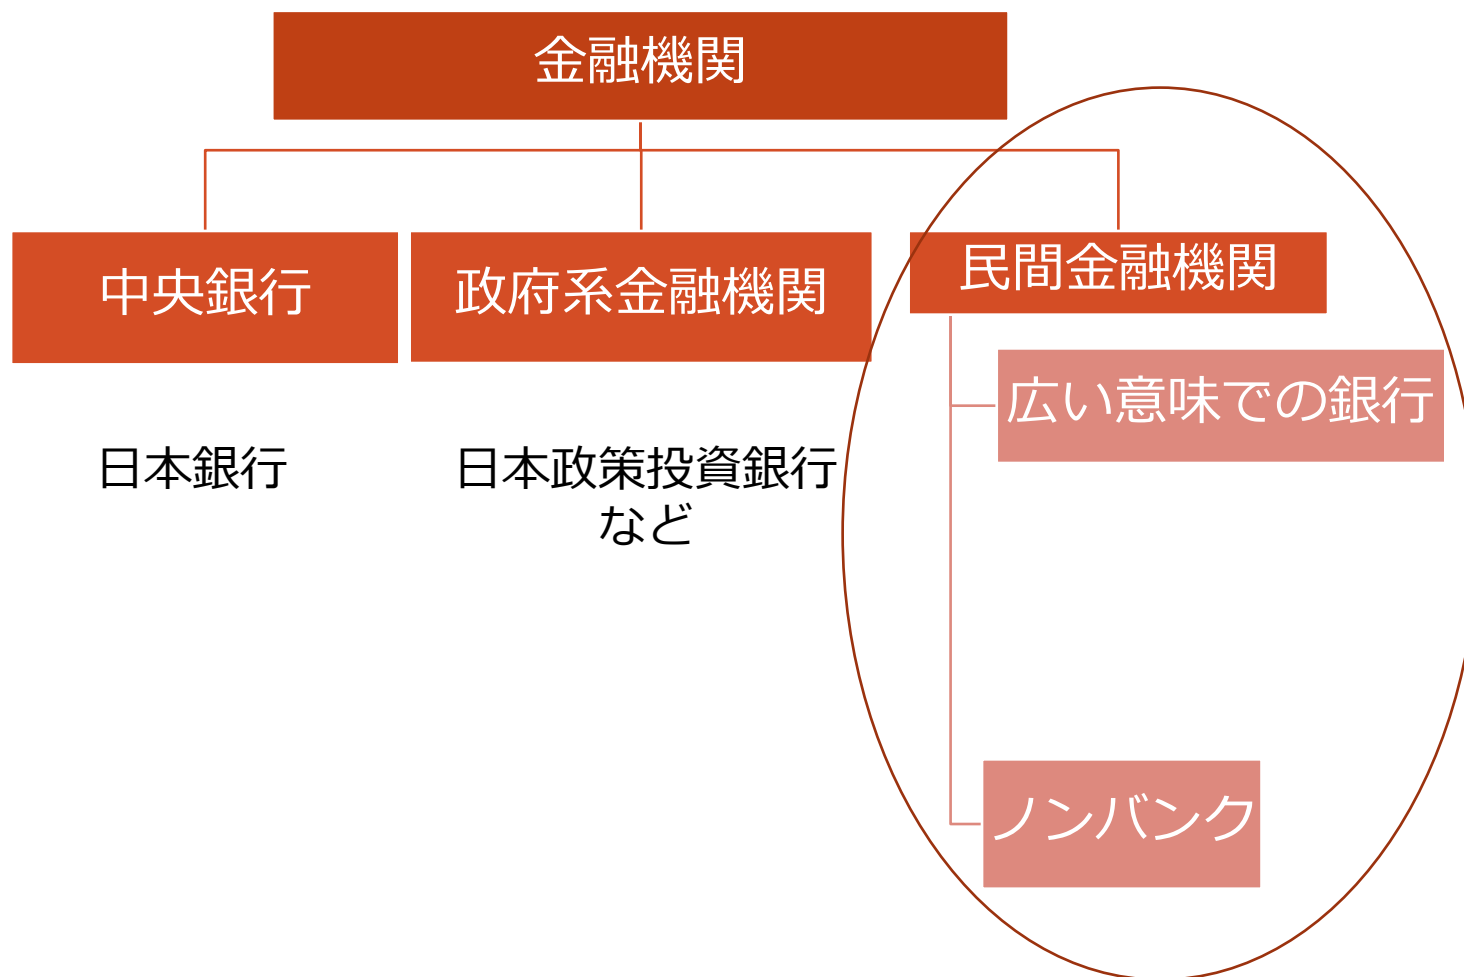 金融機関
中央銀行
政府系金融機関
民間金融機関
広い意味での銀行
日本銀行
日本政策投資銀行
など
ノンバンク